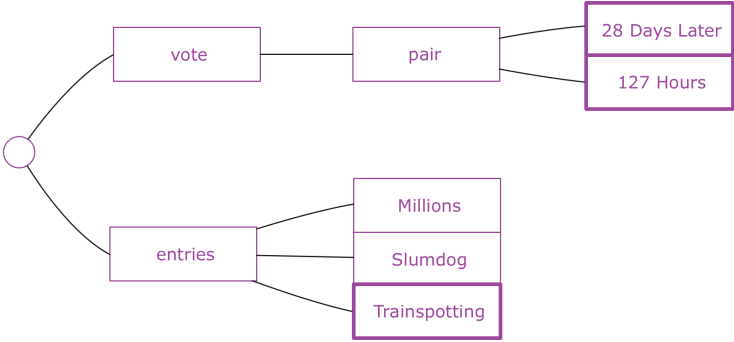 vote
pair
28 Days Later
127 Hours
entries
Millions
Slumdog
Trainspotting